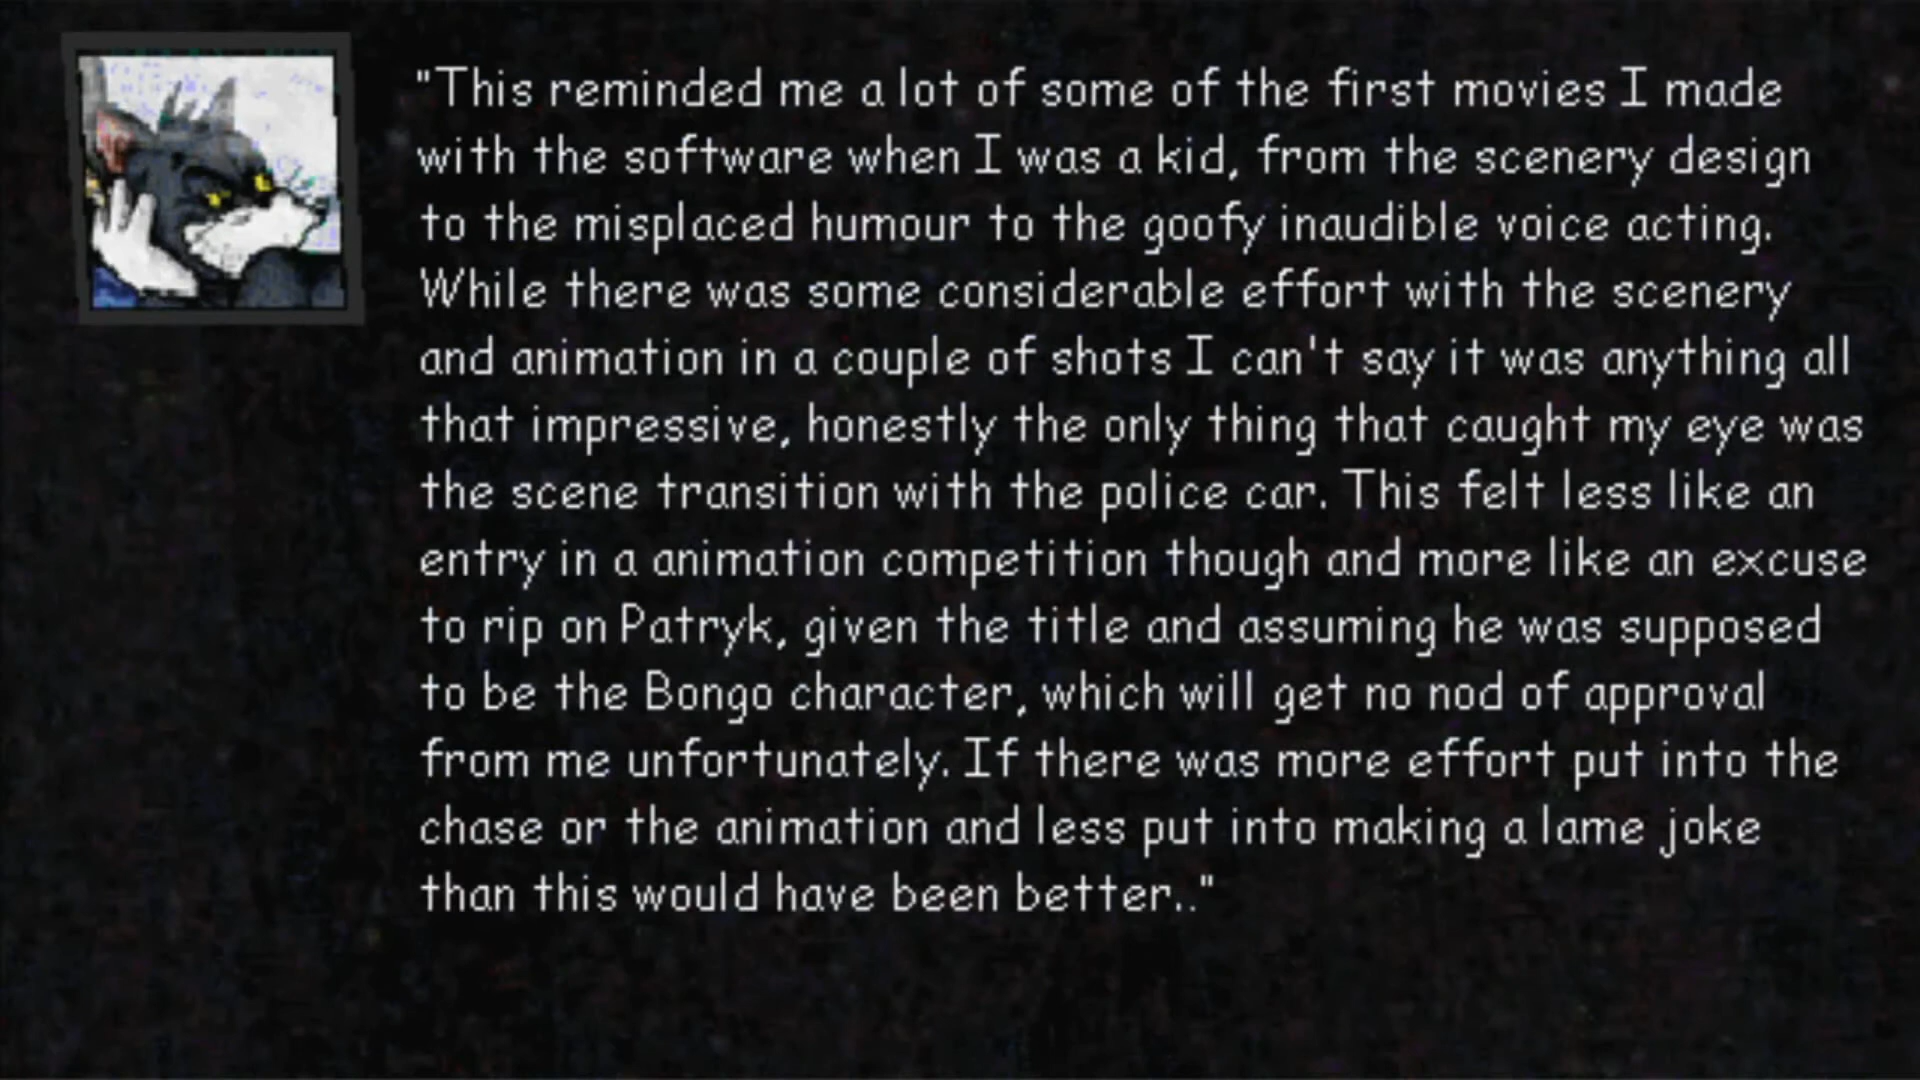 "This reminded me a lot of some of the first movies I made
with the software when I was a kid, from the scenery design
to the misplaced humour to the goofy inaudible voice acting.
While there was some considerable effort with the scenery
and animation in a couple of shots I can't say it was anything all
that impressive, honestly the only thing that caught my eye was
the scene transition with the police car. This felt less like an
entry in a animation competition though and more like an excuse
to rip on Patryk, given the title and assuming he was supposed
to be the Bongo character, which will get no nod of approval
from me unfortunately. If there was more effort put into the
chase or the animation and less put into making a lame joke
than this would have been better.."